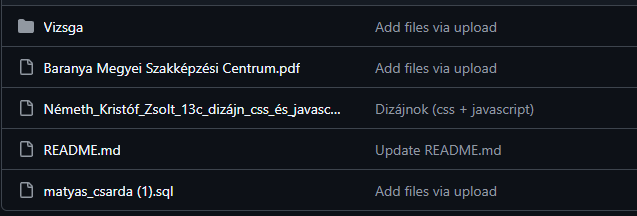 Vizsga Add files via upload
Baranya Megyei Szakképzési Centrum.pdf Add files via upload
Németh_Kristóf_Zsolt_13c_dizájn_css_és_javasc... Dizájnok (css + javascript)
README.md Update README.md
matyas_csarda (1).sql Add files via upload